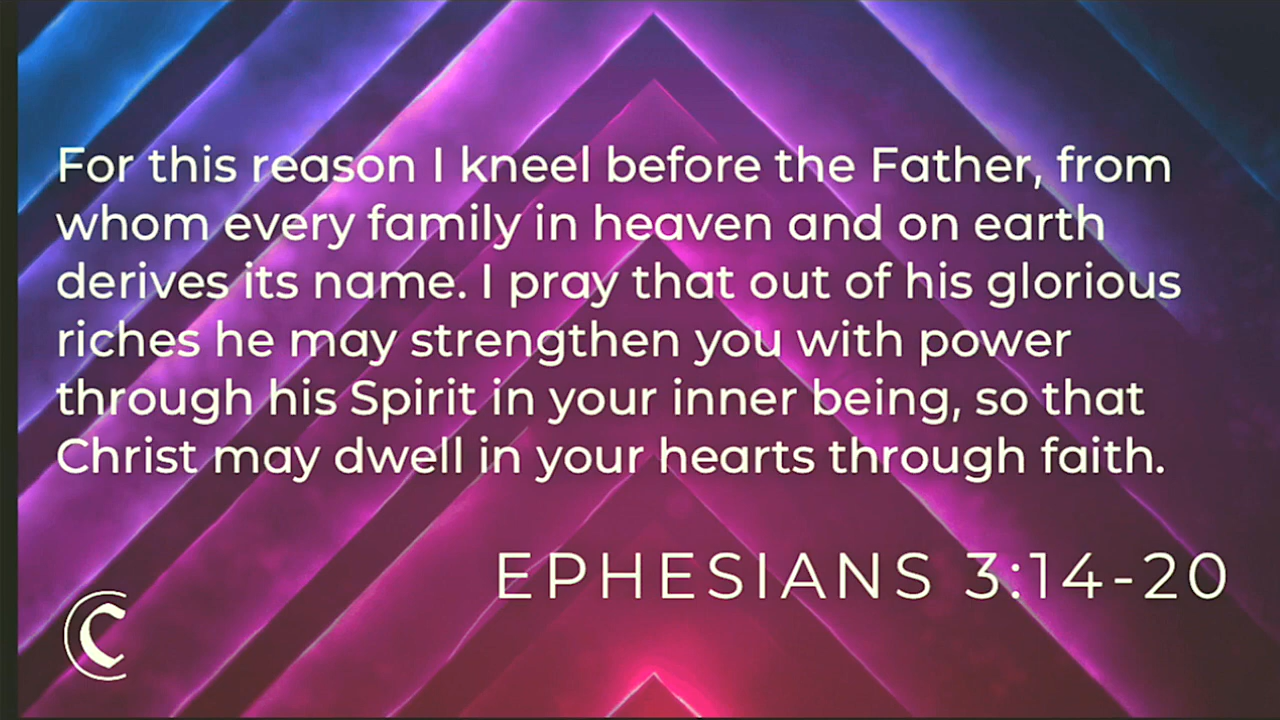 For this reason I kneel before the Father, from
whom every family in heaven and on earth
derives its name. I pray that out of his glorious
riches he may strengthen you with power
through his Spirit in your inner being, so that
Christ may dwell in your hearts through faith.
EPHESIANS 3:14-20
C